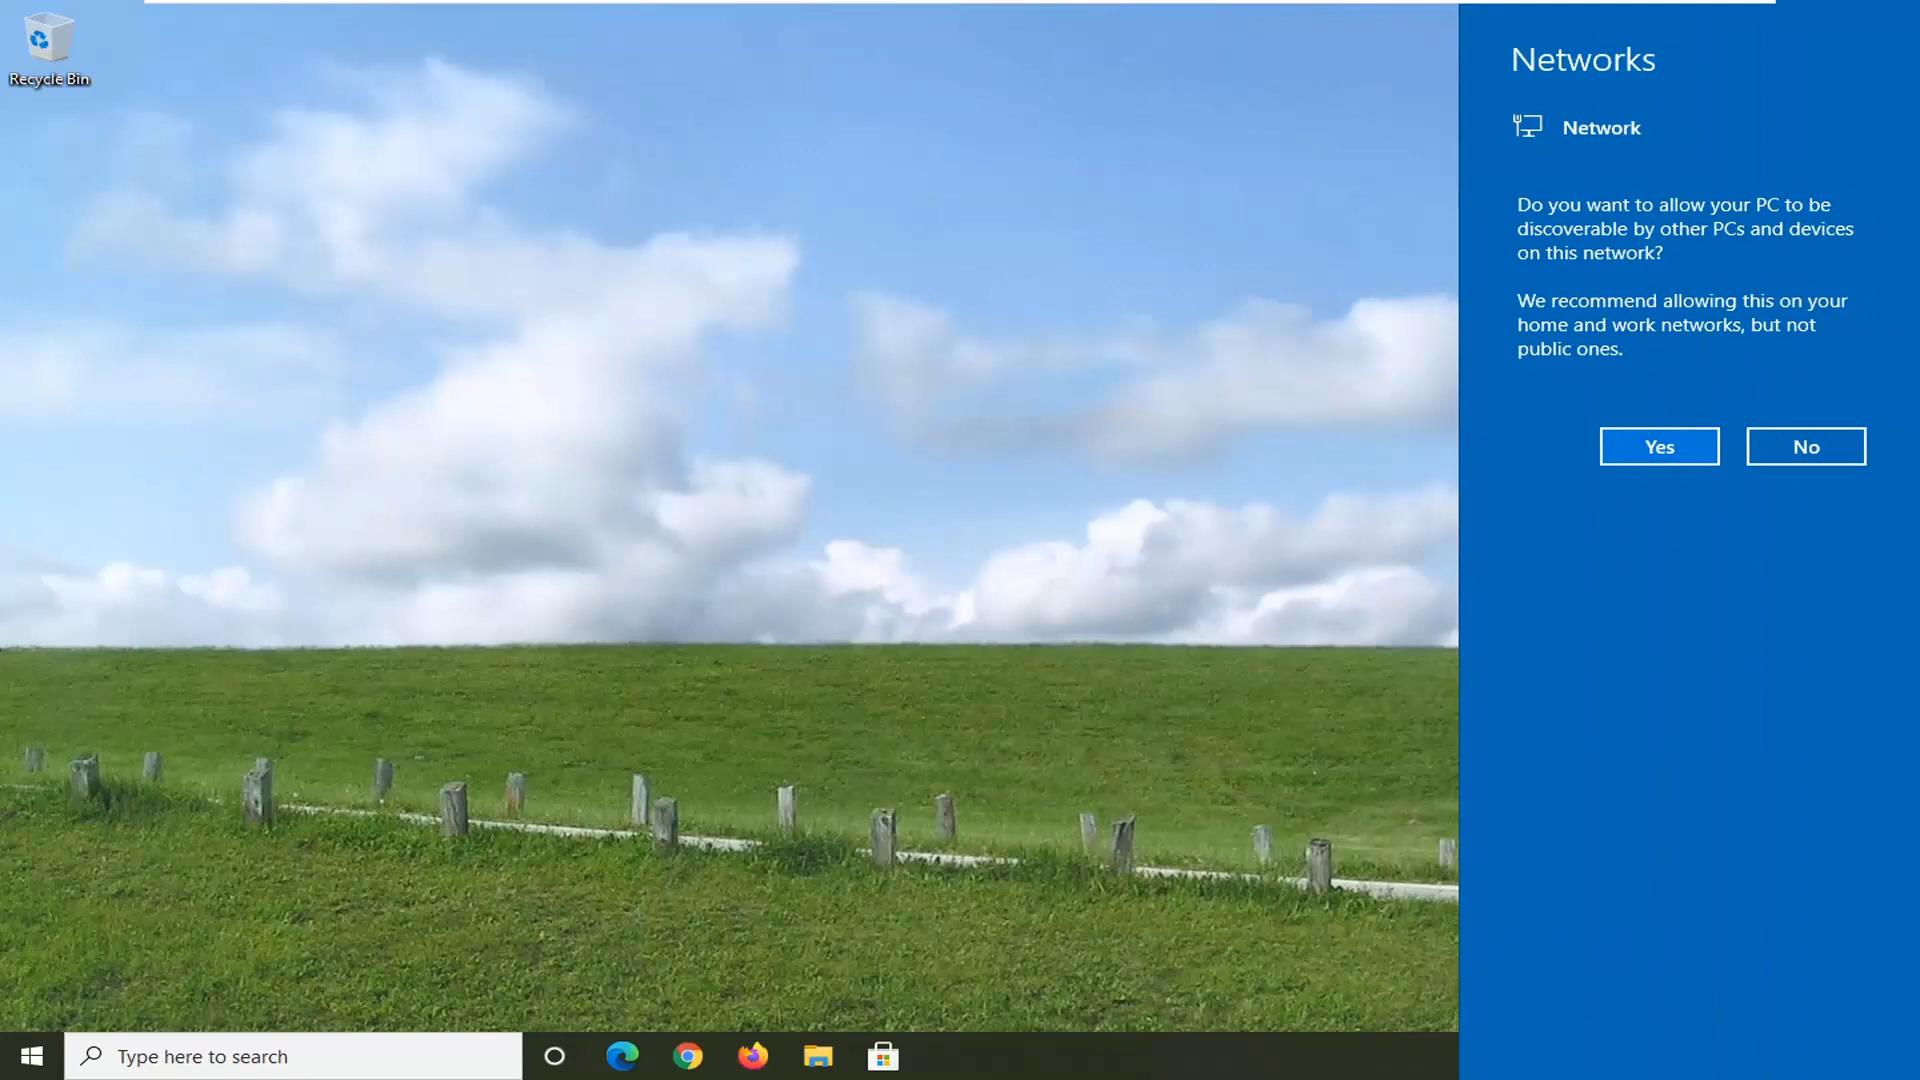 Recycle Bin
Networks
Network
Do you want to allow your PC to be
discoverable by other PCs and devices
on this network?
We recommend allowing this on your
home and work networks, but not
public ones.
Yes
No
Type here to search